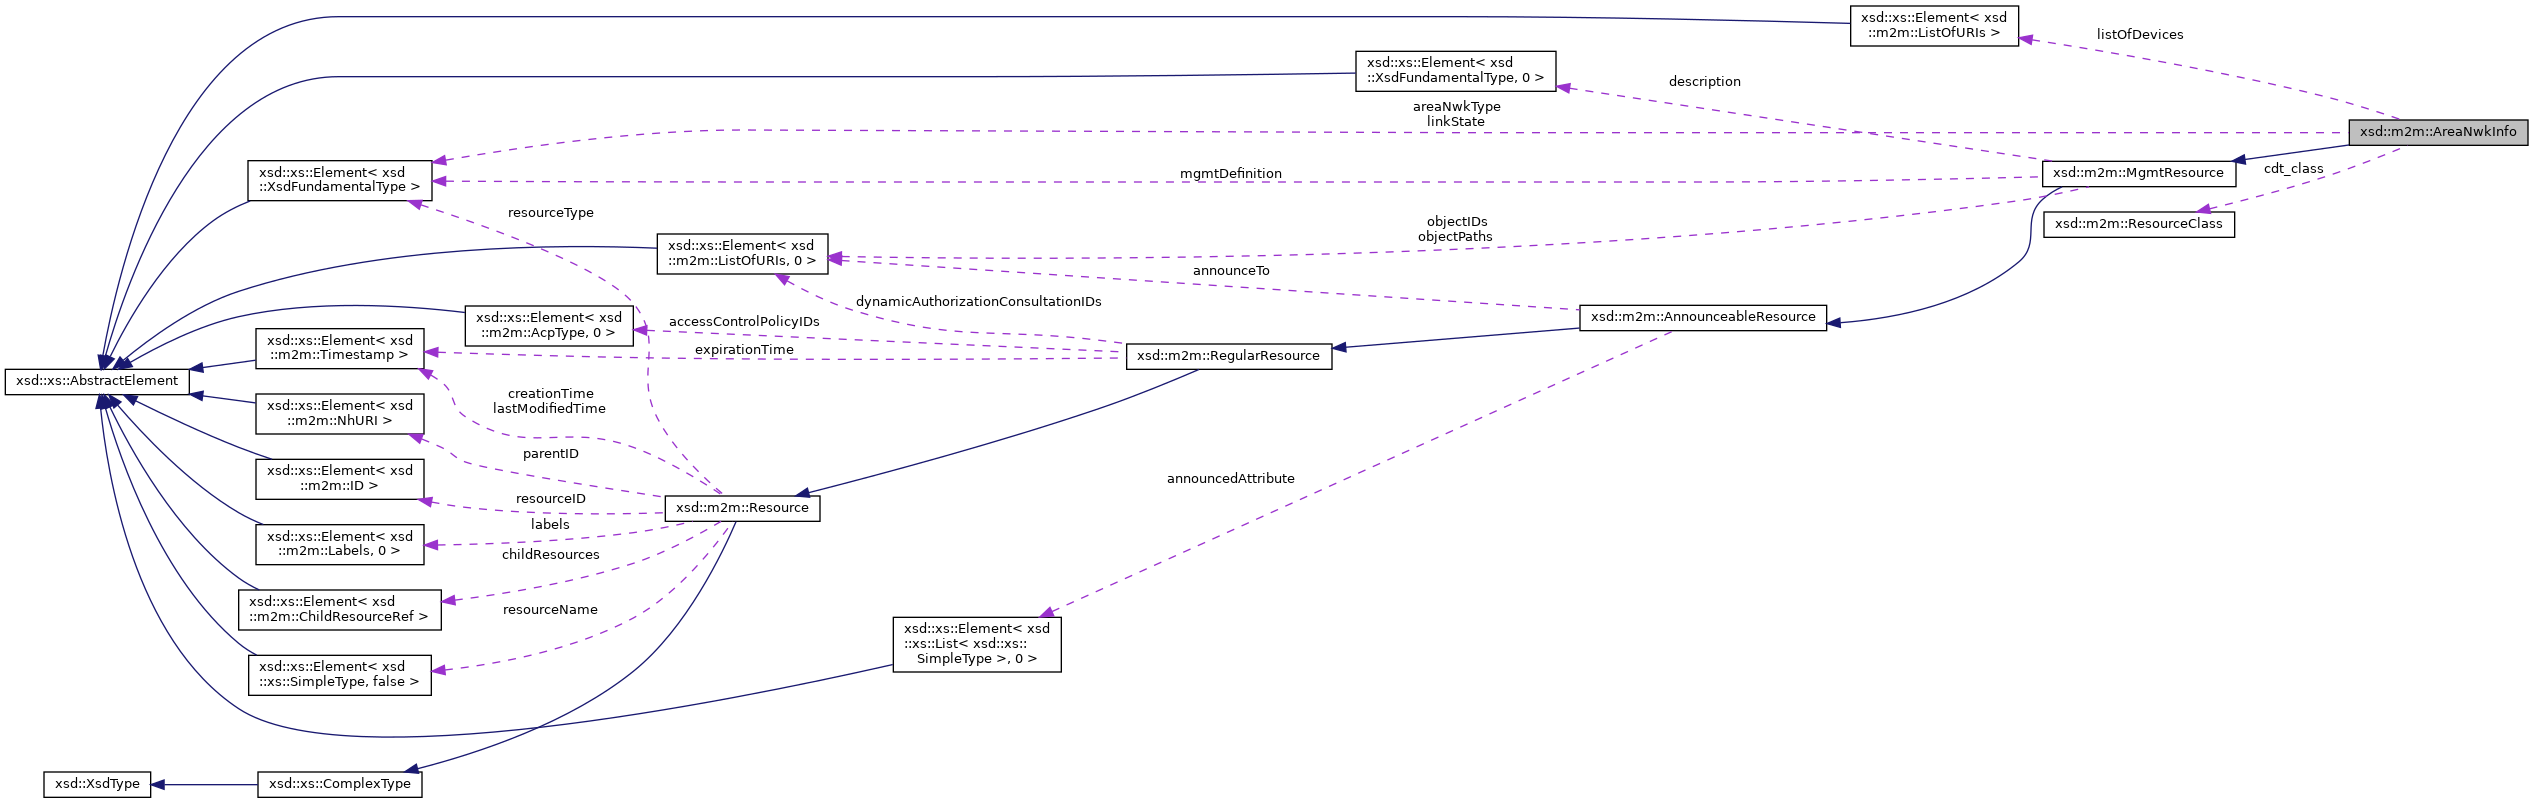 xsd::xs::Element< xsd
::m2m::ListOfURIs >
listOfDevices
xsd::xs::Element< xsd
::XsdFundamentalType, 0 >
description
areaNwkType
linkState
xsd::m2m::AreaNwkInfo
xsd::xs::Element< xsd
::XsdFundamentalType >
mgmtDefinition
xsd::m2m::MgmtResource
cdt_class
resourceType
objectIDs
objectPaths
xsd::m2m::ResourceClass
xsd::xs::Element< xsd
::m2m::ListOfURIs, 0 >
announceTo
dynamicAuthorizationConsultationIDs
xsd::xs::Element< xsd
::m2m::AcpType, 0 >
accessControlPolicyIDs
xsd::m2m::AnnounceableResource
xsd::xs::Element< xsd
::m2m::Timestamp >
expirationTime
xsd::m2m::RegularResource
xsd::xs::AbstractElement
creationTime
lastModifiedTime
xsd::xs::Element< xsd
::m2m::NhURI >
parentID
xsd::xs::Element< xsd
::m2m::ID >
announcedAttribute
resourceID
xsd::m2m::Resource
labels
xsd::xs::Element< xsd
::m2m::Labels, 0 >
childResources
xsd::xs::Element< xsd
::m2m::ChildResourceRef >
resourceName
xsd::xs::Element< xsd
::xs::List< xsd::xs::
SimpleType >, 0 >
xsd::xs::Element< xsd
::xs::SimpleType, false >
xsd::XsdType
xsd::xs::ComplexType